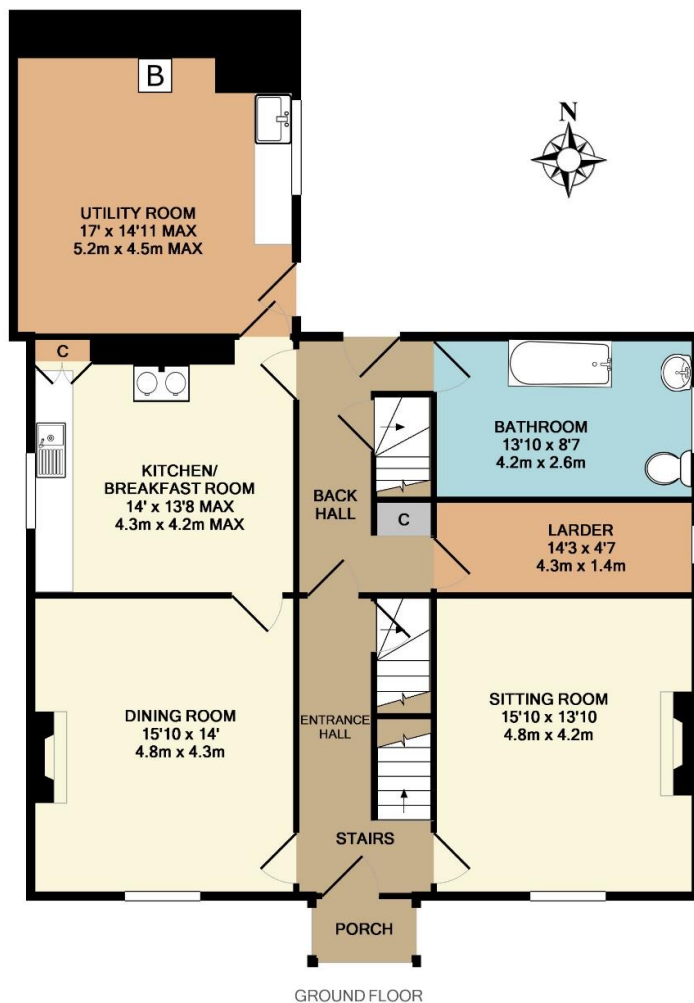 B
N
UTILITY ROOM
17' x 14'11 MAX
5.2m x 4.5m MAX
C
KITCHEN/
BREAKFAST ROOM
14' x 13'8 MAX
4.3m x 4.2m MAX
BACK
HALL
BATHROOM
13'10 x 8'7
4.2m x 2.6m
C
LARDER
14'3 x 4'7
4.3m x 1.4m
DINING ROOM
15'10 x 14'
4.8m x 4.3m
ENTRANCE
HALL
SITTING ROOM
15'10 x 13'10
4.8m x 4.2m
STAIRS
PORCH
GROUND FLOOR